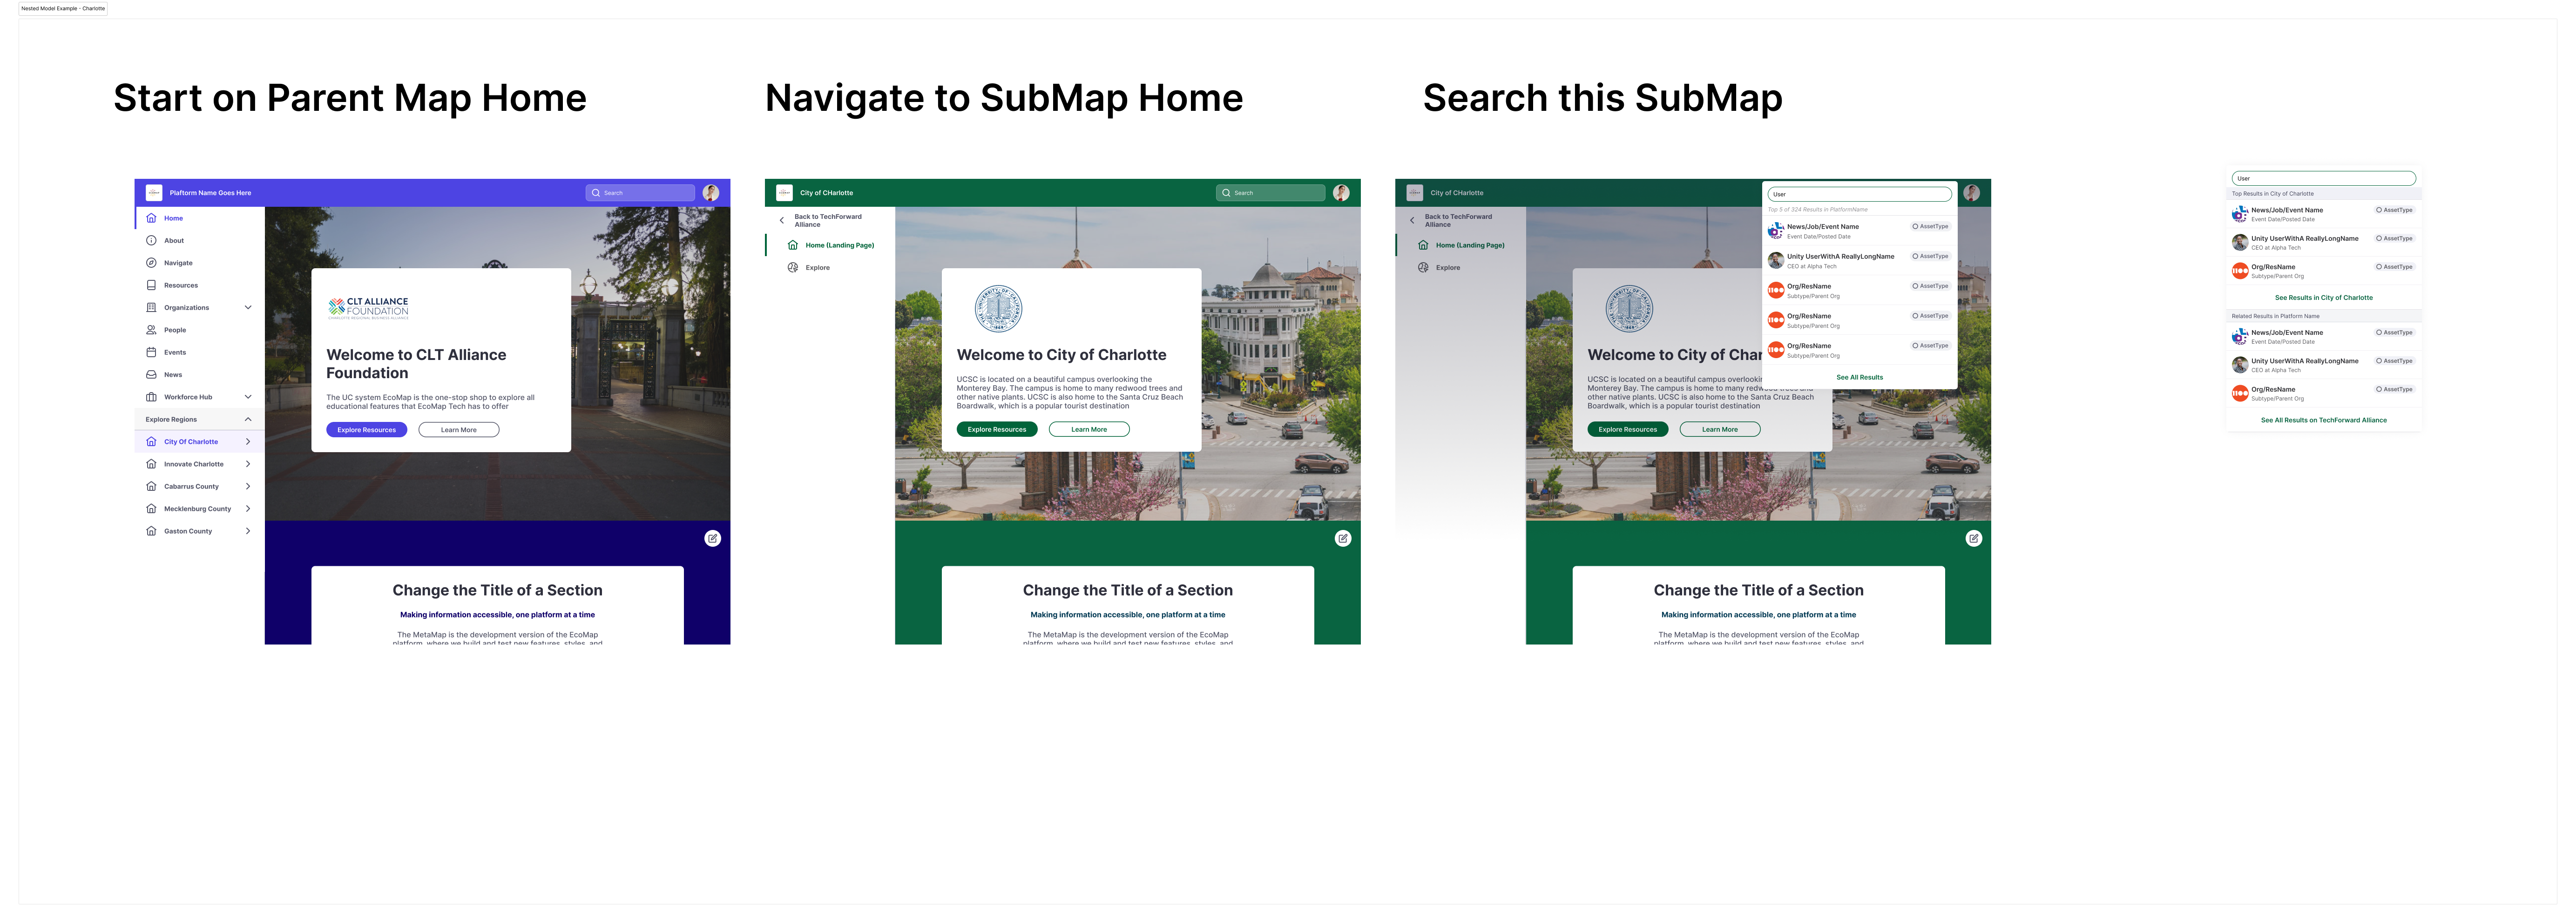 Nested Model Example - Charlotte
Start on Parent Map Home
Plaftorm Name Goes Here
Search
Home
About
Navigate
Resources
Organizations
People
Events
News
Workforce Hub
Explore Regions
City Of Charlotte
Innovate Charlotte
Cabarrus County
Mecklenburg County
Gaston County
CLT ALLIANCE
FOUNDATION
CHARLOTTE REGIONAL BUSINESS ALLIANCE
Welcome to CLT Alliance
Foundation
The UC system EcoMap is the one-stop shop to explore all
educational features that EcoMap Tech has to offer
Explore Resources
Learn More
Change the Title of a Section
Making information accessible, one platform at a time
The MetaMap is the development version of the EcoMap
platform, where we build and test new features, styles, and
Navigate to SubMap Home
City of CHarlotte
Search
Back to TechForward
Alliance
Home (Landing Page)
Explore
Welcome to City of Charlotte
UCSC is located on a beautiful campus overlooking the
Monterey Bay. The campus is home to many redwood trees and
other native plants. UCSC is also home to the Santa Cruz Beach
Boardwalk, which is a popular tourist destination
Explore Resources
Learn More
Change the Title of a Section
Making information accessible, one platform at a time
The MetaMap is the development version of the EcoMap
platform, where we build and test new features, styles, and
Search this SubMap
City of CHarlotte
Back to TechForward
Alliance
Home (Landing Page)
Explore
Welcome to City of Char
UCSC is located on a beautiful campus overlookin
Monterey Bay. The campus is home to many redwood trees and
other native plants. UCSC is also home to the Santa Cruz Beach
Boardwalk, which is a popular tourist destination
Explore Resources
Learn More
Change the Title of a Section
Making information accessible, one platform at a time
The MetaMap is the development version of the EcoMap
platform, where we build and test new features, styles, and
User
Top 5 of 324 Results in PlatformName
News/Job/Event Name
AssetType
Event Date/Posted Date
Unity UserWithA ReallyLongName
AssetType
CEO at Alpha Tech
Org/ResName
AssetType
Subtype/Parent Org
Org/ResName
AssetType
Subtype/Parent Org
Org/ResName
AssetType
Subtype/Parent Org
See All Results
User
Top Results in City of Charlotte
News/Job/Event Name
AssetType
Event Date/Posted Date
Unity UserWithA ReallyLongName
AssetType
CEO at Alpha Tech
Org/ResName
AssetType
Subtype/Parent Org
See Results in City of Charlotte
Related Results in Platform Name
News/Job/Event Name
AssetType
Event Date/Posted Date
Unity UserWithA ReallyLongName
AssetType
CEO at Alpha Tech
Org/ResName
AssetType
Subtype/Parent Org
See All Results on TechForward Alliance